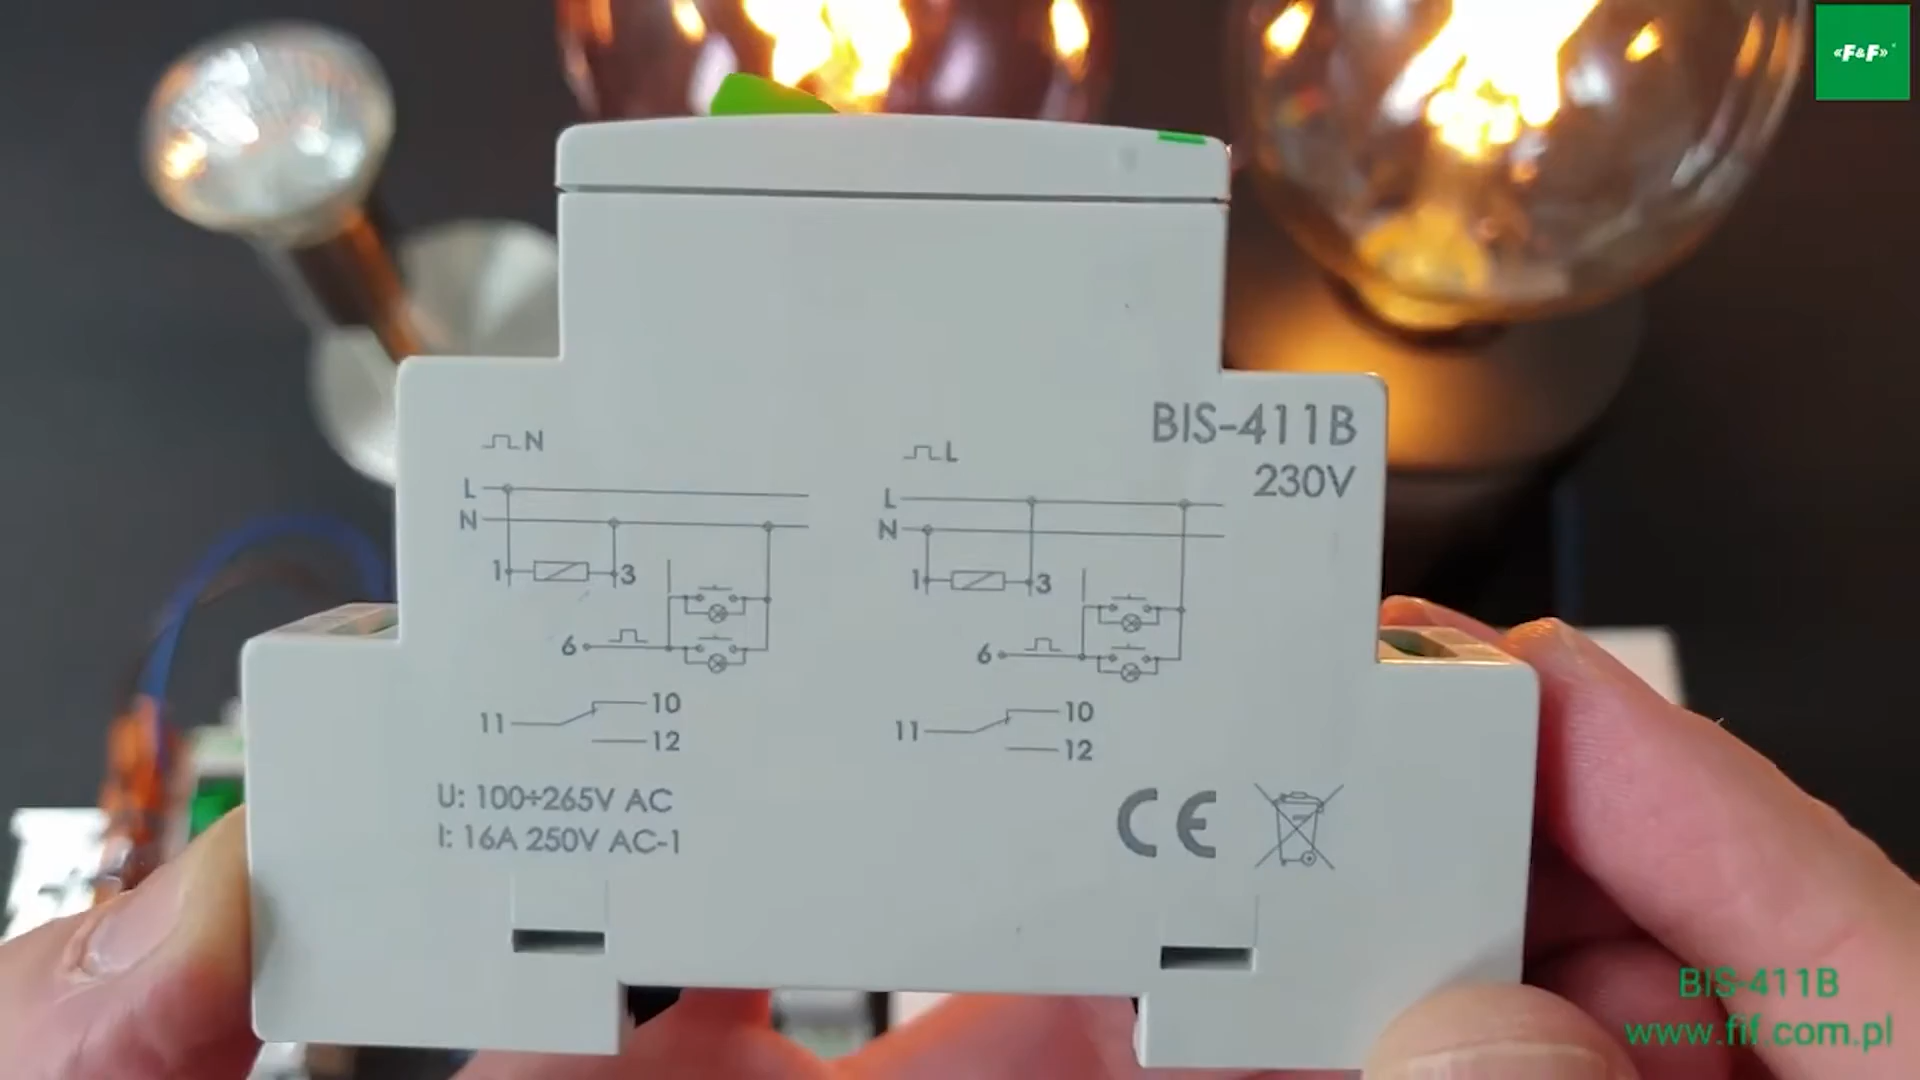 «F&F»
BIS-411B
230V
N
L
N
1
3
6
11
10
12
L
L
N
1
3
6
11
10
12
U: 100÷265V AC
I: 16A 250V AC-1
CE
BIS-411B
www.fif.com.pl